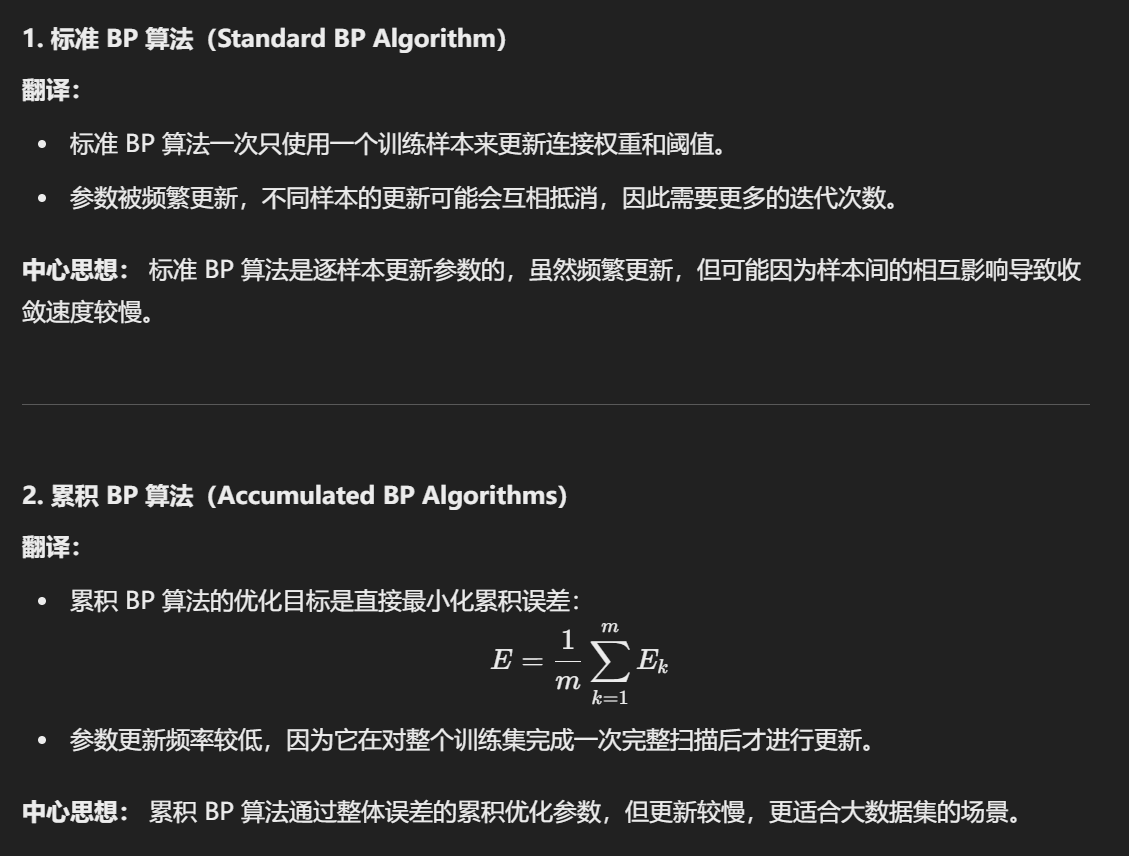 1. 标准 BP 算法（Standard BP Algorithm）
翻译：
• 标准 BP 算法一次只使用一个训练样本来更新连接权重和阈值。
• 参数被频繁更新，不同样本的更新可能会互相抵消，因此需要更多的迭代次数。
中心思想： 标准 BP 算法是逐样本更新参数的，虽然频繁更新，但可能因为样本间的相互影响导致收
敛速度较慢。
2. 累积 BP 算法（Accumulated BP Algorithms）
翻译：
• 累积 BP 算法的优化目标是直接最小化累积误差：
E = \frac{1}{m} \sum_{k=1}^{m} E_k
• 参数更新频率较低，因为它在对整个训练集完成一次完整扫描后才进行更新。
中心思想： 累积 BP 算法通过整体误差的累积优化参数，但更新较慢，更适合大数据集的场景。